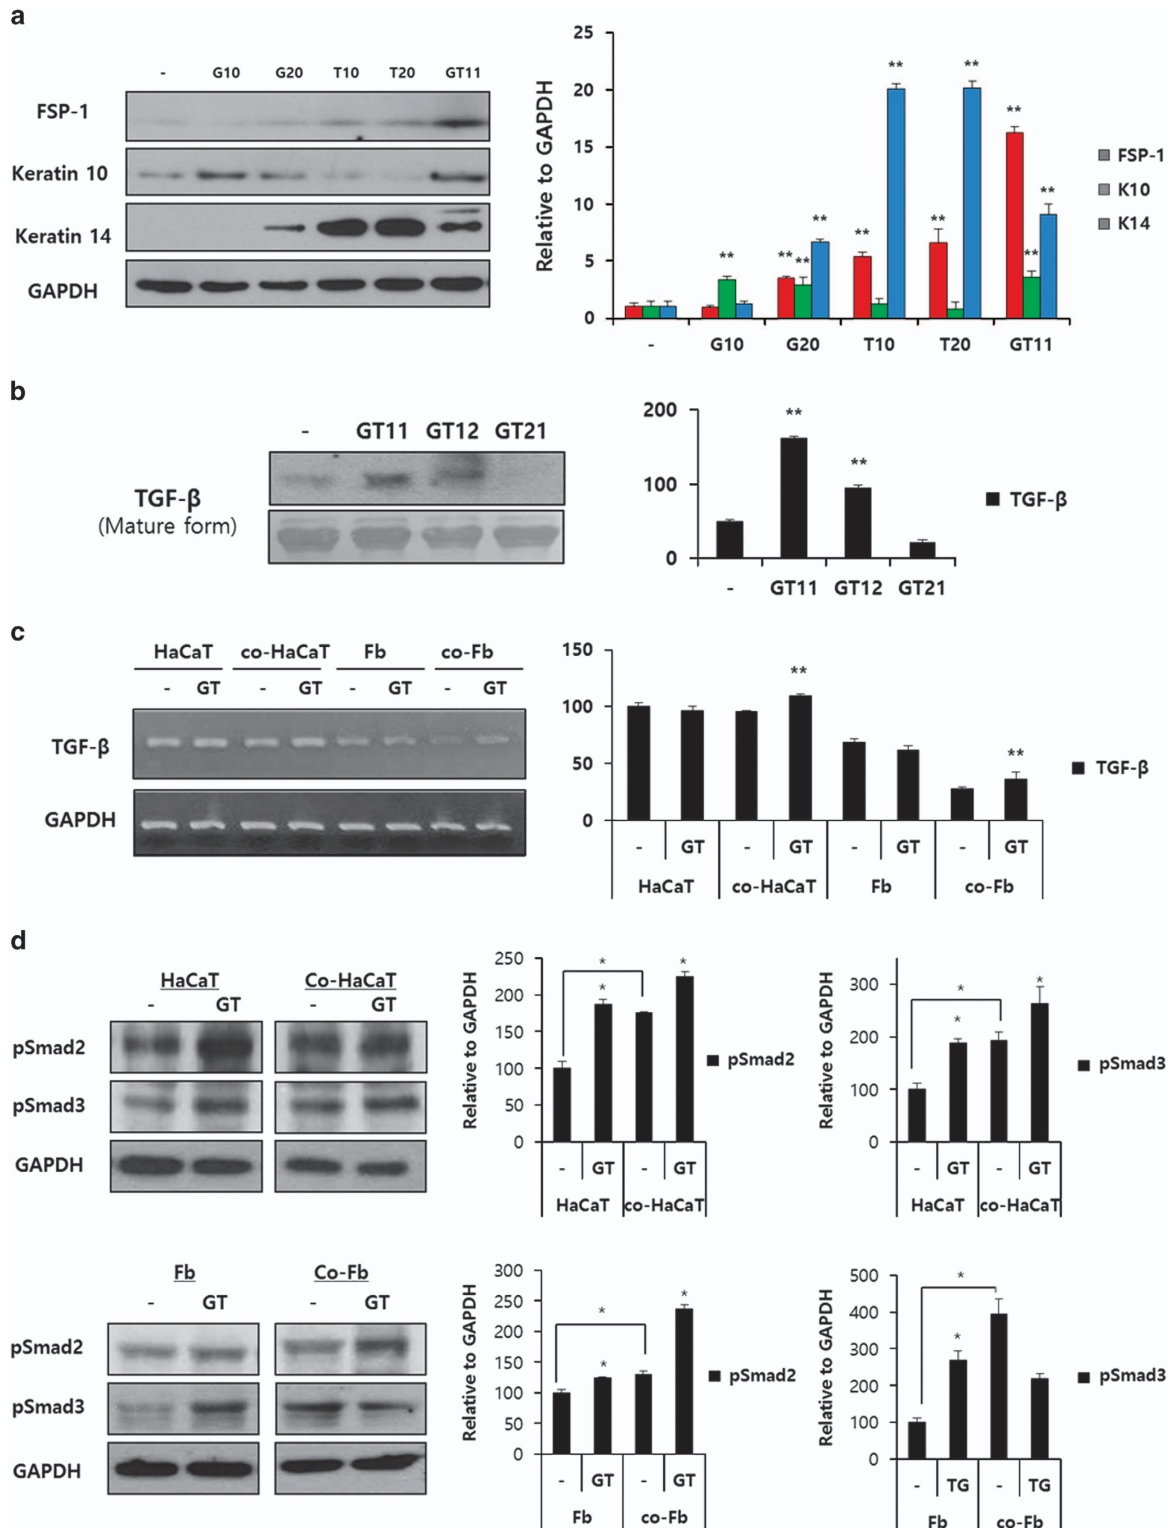 a
- G10 G20 T10 T20 GT11
FSP-1
Keratin 10
Keratin 14
GAPDH
Relative to GAPDH
25
20
15
10
5
0
** ** ** ** ** ** ** ** ** ** **
- G10 G20 T10 T20 GT11
FSP-1
K10
K14
b
- GT11 GT12 GT21
TGF-β
(Mature form)
200
100
0
** **
- GT11 GT12 GT21
TGF-β
c
HaCaT co-HaCaT Fb co-Fb
- GT - GT - GT - GT
TGF-β
GAPDH
150
100
50
0
** **
- GT - GT - GT - GT
HaCaT co-HaCaT Fb co-Fb
TGF-β
d
HaCaT Co-HaCaT
- GT - GT
pSmad2
pSmad3
GAPDH
Relative to GAPDH
250
200
150
100
50
0
* * *
- GT - GT
HaCaT co-HaCaT
pSmad2
Relative to GAPDH
300
200
100
0
* * *
- GT - GT
HaCaT co-HaCaT
pSmad3
Fb Co-Fb
- GT - GT
pSmad2
pSmad3
GAPDH
Relative to GAPDH
300
250
200
150
100
50
0
* * *
- GT - GT
Fb co-Fb
pSmad2
Relative to GAPDH
500
400
300
200
100
0
* *
- TG - TG
Fb co-Fb
pSmad3